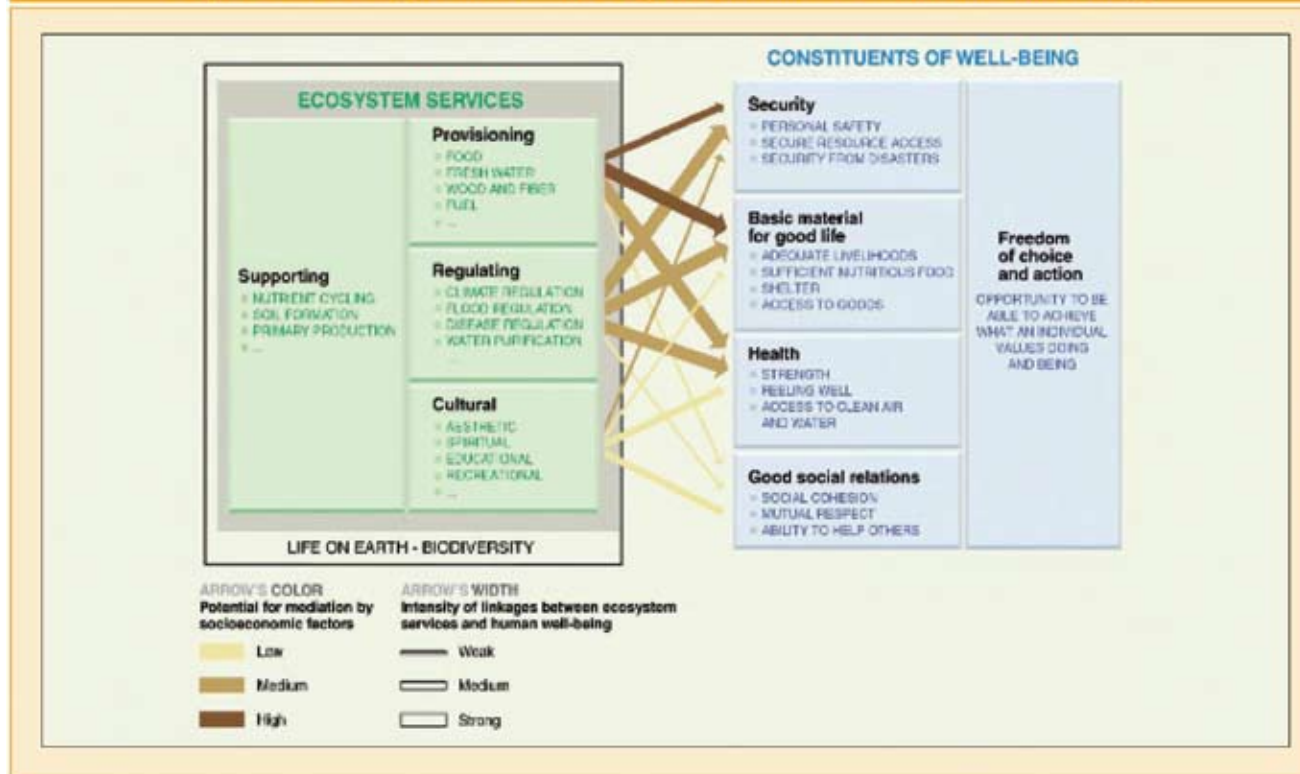 CONSTITUENTS OF WELL-BEING
ECOSYSTEM SERVICES
Supporting
NUTRIENT CYCLING
SOIL FORMATION
PRIMARY PRODUCTION
...
Provisioning
FOOD
FRESH WATER
WOOD AND FIBER
FUEL
...
Regulating
CLIMATE REGULATION
FLOOD REGULATION
DISEASE REGULATION
WATER PURIFICATION
...
Cultural
AESTHETIC
SPIRITUAL
EDUCATIONAL
RECREATIONAL
...
LIFE ON EARTH - BIODIVERSITY
Security
PERSONAL SAFETY
SECURE RESOURCE ACCESS
SECURITY FROM DISASTERS
Basic material
for good life
ADEQUATE LIVELIHOODS
SUFFICIENT NUTRITIOUS FOOD
SHELTER
ACCESS TO GOODS
Health
STRENGTH
FEELING WELL
ACCESS TO CLEAN AIR
AND WATER
Good social relations
SOCIAL COHESION
MUTUAL RESPECT
ABILITY TO HELP OTHERS
Freedom
of choice
and action
OPPORTUNITY TO BE
ABLE TO ACHIEVE
WHAT AN INDIVIDUAL
VALUES DOING
AND BEING
ARROW'S COLOR
Potential for mediation by
socioeconomic factors
Low
Medium
High
ARROW'S WIDTH
Intensity of linkages between ecosystem
services and human well-being
Weak
Medium
Strong